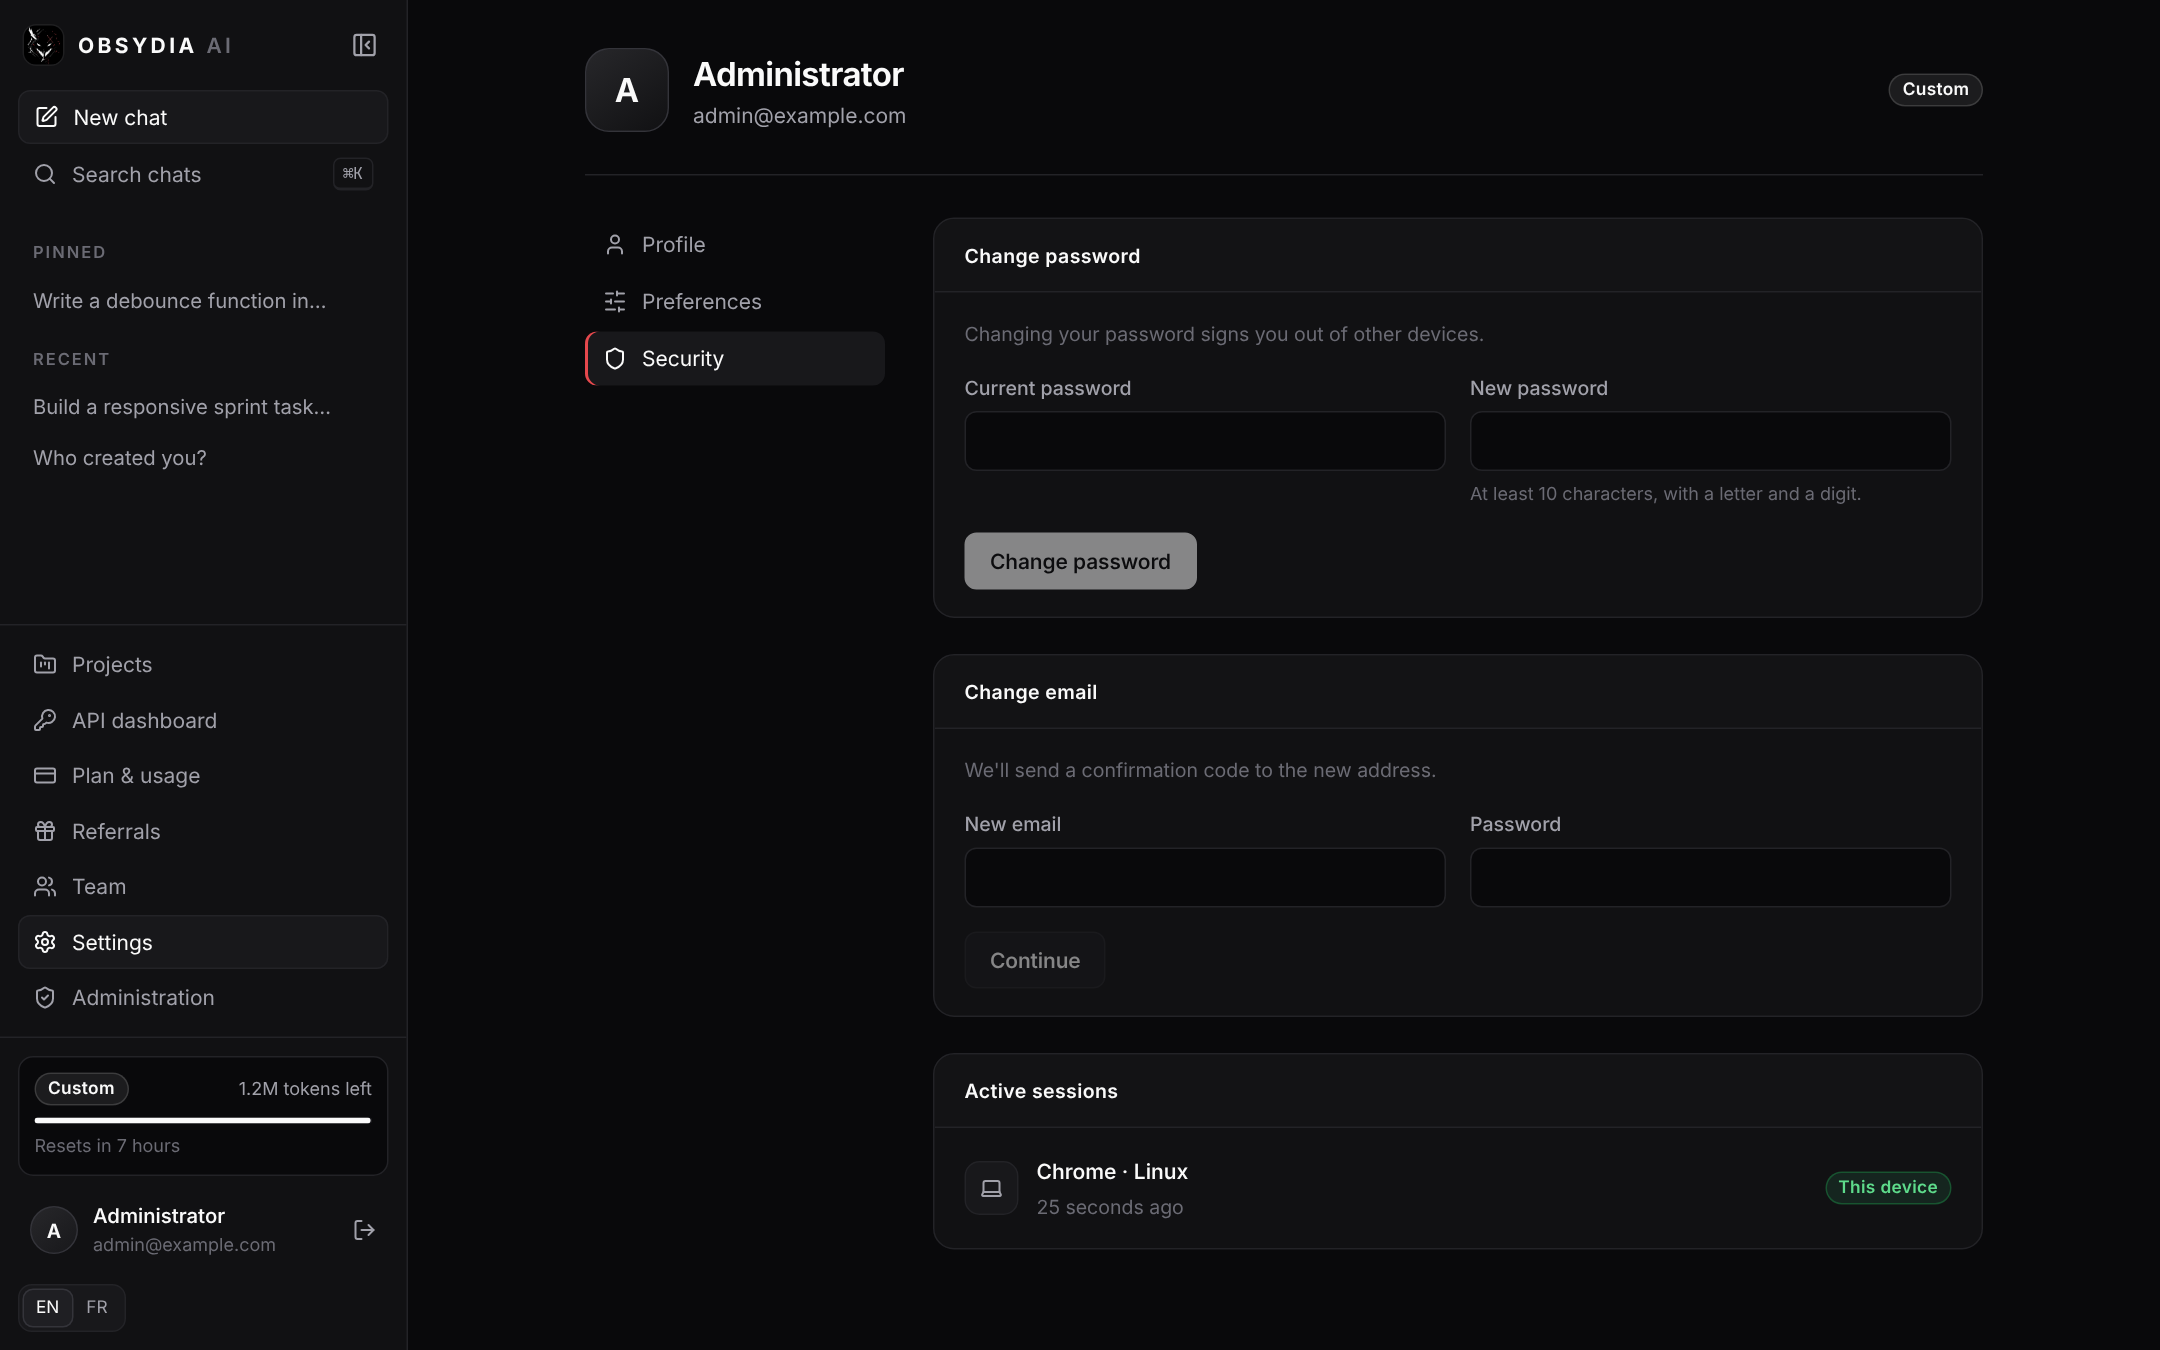 OBSYDIA AI
New chat
Search chats
⌘K
PINNED
Write a debounce function in...
RECENT
Build a responsive sprint task...
Who created you?
Projects
API dashboard
Plan & usage
Referrals
Team
Settings
Administration
Custom
1.2M tokens left
Resets in 7 hours
A
Administrator
admin@example.com
EN
FR
A
Administrator
admin@example.com
Custom
Profile
Preferences
Security
Change password
Changing your password signs you out of other devices.
Current password
New password
At least 10 characters, with a letter and a digit.
Change password
Change email
We'll send a confirmation code to the new address.
New email
Password
Continue
Active sessions
Chrome · Linux
25 seconds ago
This device